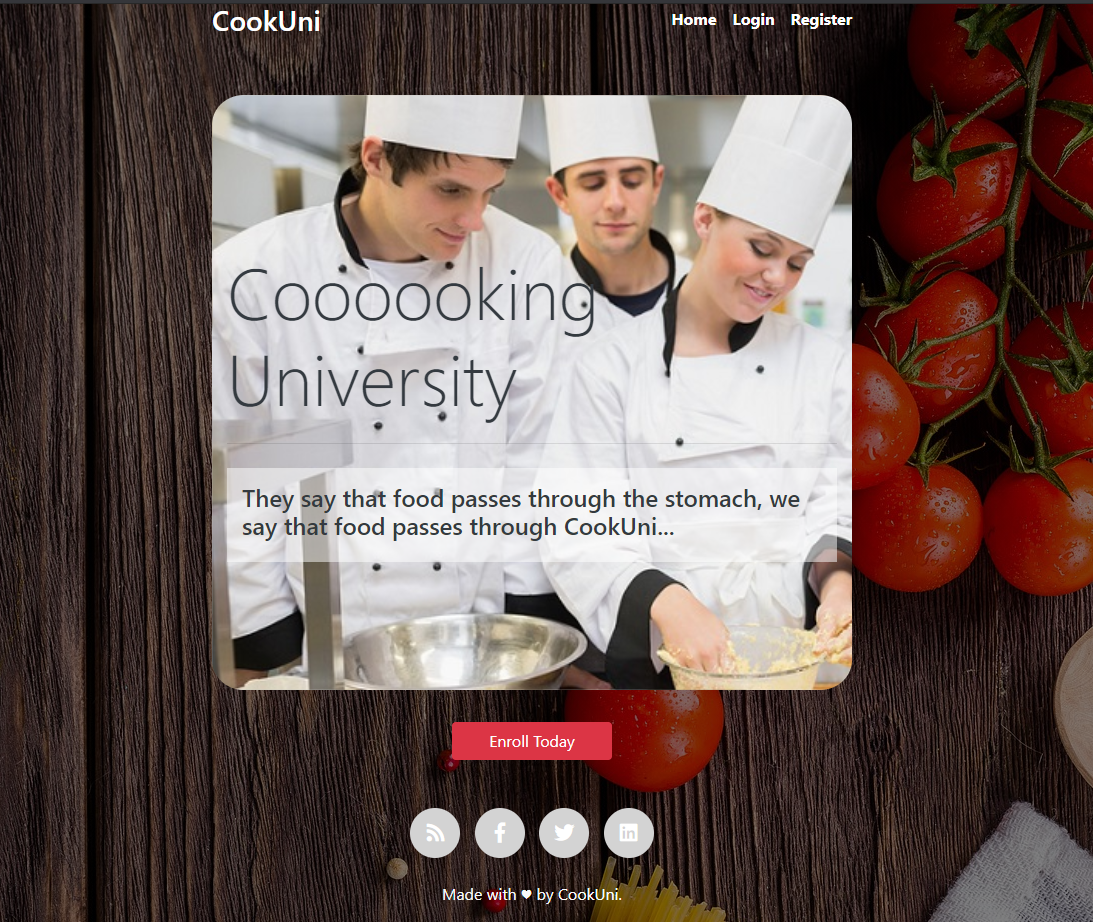 CookUni
Home Login Register
Coooooking
University
They say that food passes through the stomach, we
say that food passes through CookUni...
Enroll Today
Made with ❤ by CookUni.